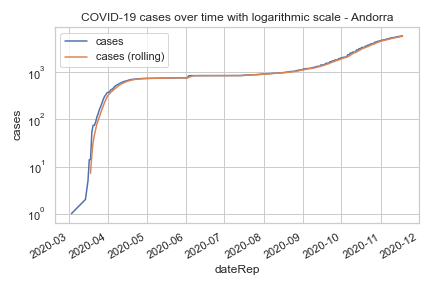 COVID-19 cases over time with logarithmic scale - Andorra
cases
cases (rolling)
10³
10²
10¹
10⁰
cases
2020-03
2020-04
2020-05
2020-06
2020-07
2020-08
2020-09
2020-10
2020-11
2020-12
dateRep